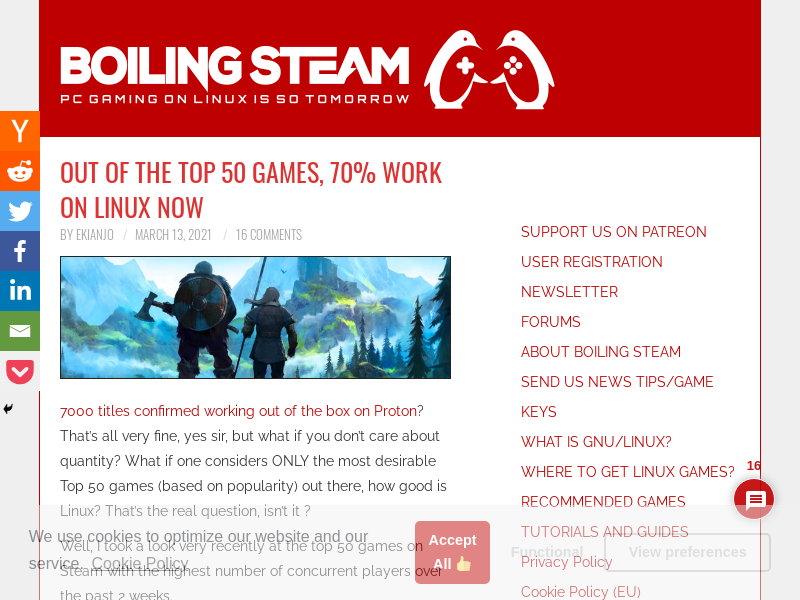 BOILING STEAM
PC GAMING ON LINUX IS SO TOMORROW
OUT OF THE TOP 50 GAMES, 70% WORK
ON LINUX NOW
BY EKIANJO / MARCH 13, 2021 / 16 COMMENTS
7000 titles confirmed working out of the box on Proton?
That's all very fine, yes sir, but what if you don't care about
quantity? What if one considers ONLY the most desirable
Top 50 games (based on popularity) out there, how good is
Linux? That's the real question, isn't it ?
Well, I took a look very recently at the top 50 games on
Steam with the highest number of concurrent players over
the past 2 weeks.
SUPPORT US ON PATREON
USER REGISTRATION
NEWSLETTER
FORUMS
ABOUT BOILING STEAM
SEND US NEWS TIPS/GAME
KEYS
WHAT IS GNU/LINUX?
WHERE TO GET LINUX GAMES?
RECOMMENDED GAMES
TUTORIALS AND GUIDES
Privacy Policy
Cookie Policy (EU)
16
We use cookies to optimize our website and our
service. Cookie Policy
Accept
All 👍
Functional
View preferences